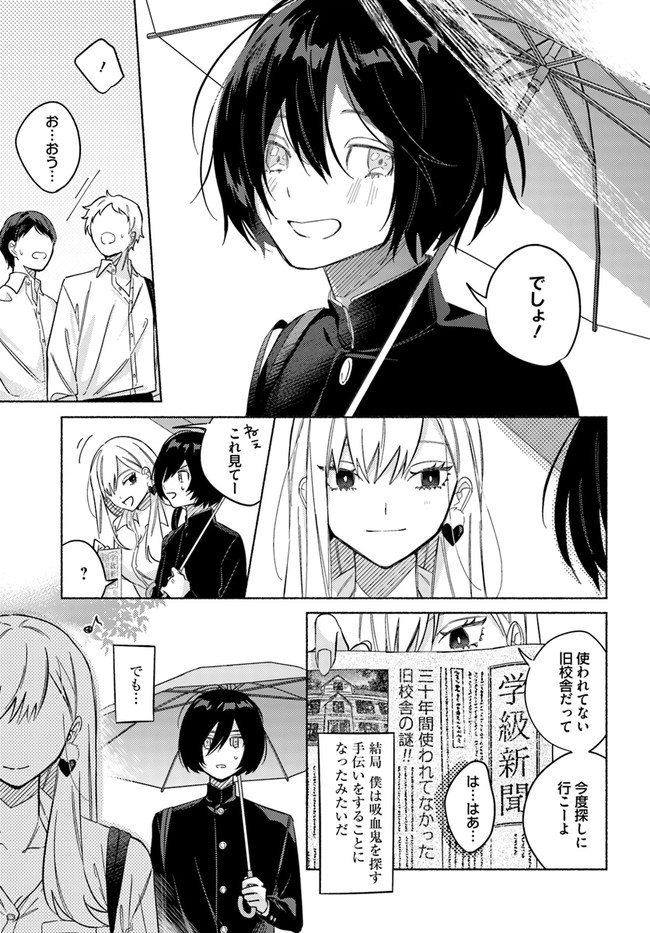 でしょ！
！
お…おう…
ねぇ
これ見てー
？
学級新聞
使われてない
旧校舎だって
今度探しに
行こーよ
学級新聞
三十年間使われてなかった
旧校舎の謎!!
は…はあ…
結局 僕は吸血鬼を探す
手伝いをすることに
なったみたいだ
でも…
♪